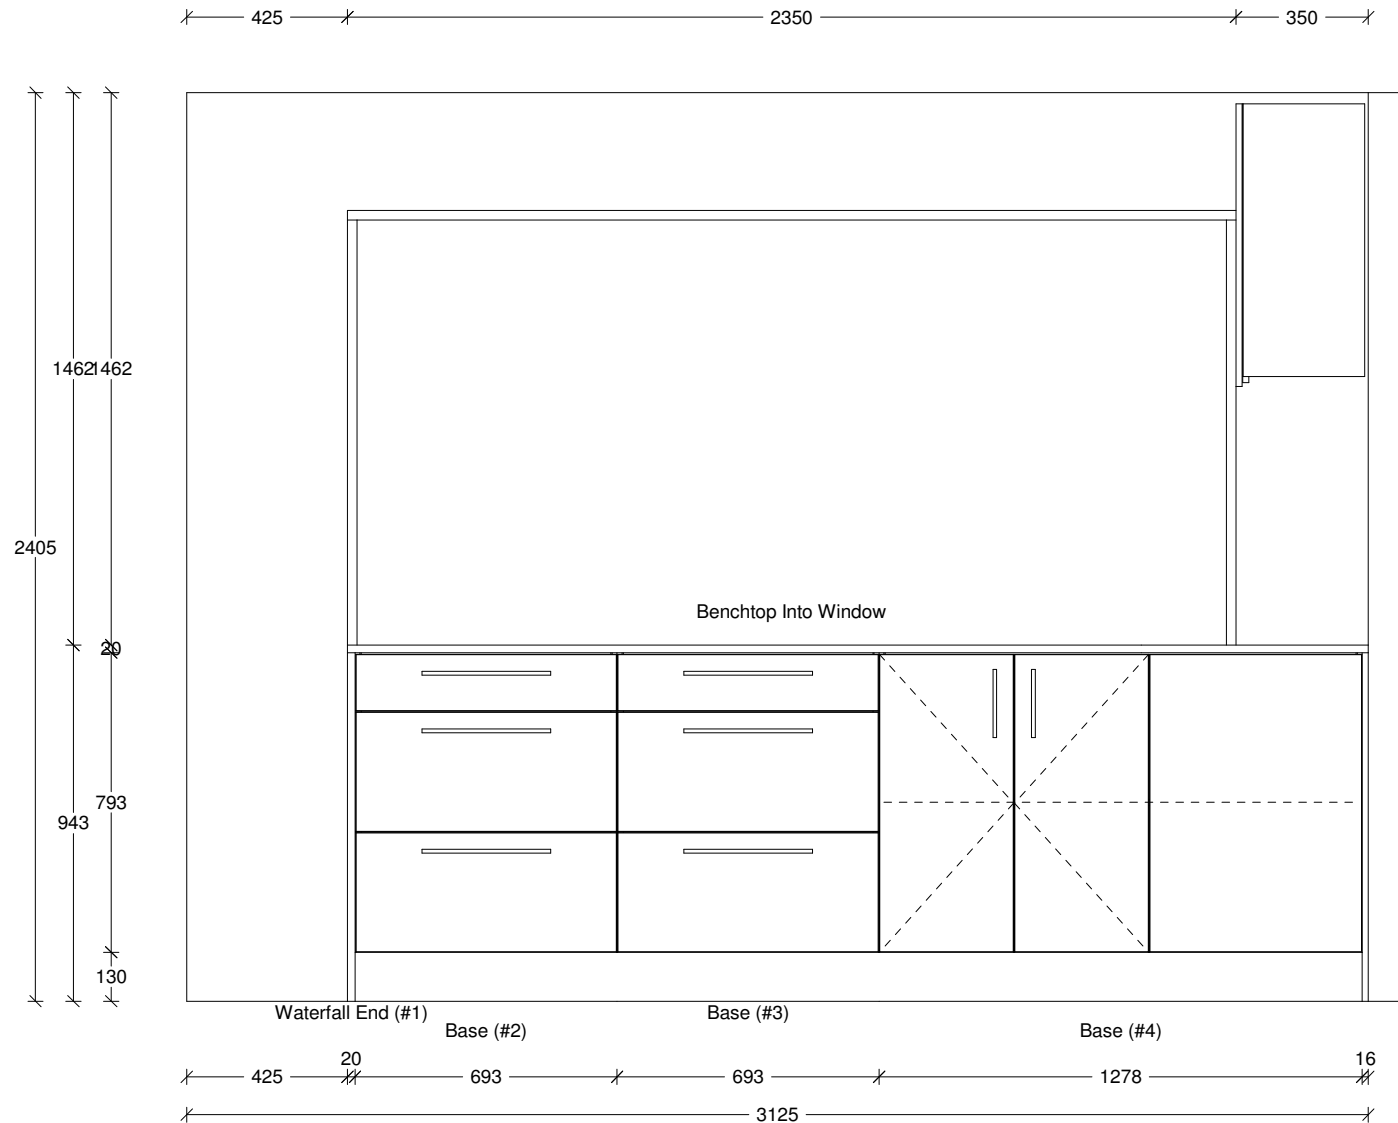 425 2350 350
1462 1462
2405
Benchtop Into Window
20
793
943
130
Waterfall End (#1) Base (#3)
Base (#2) Base (#4)
20 16
425 693 693 1278
3125